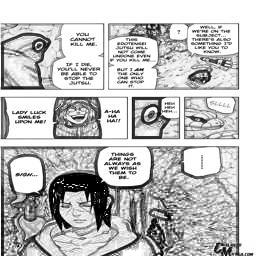 WELL, IF
WE'RE ON THE
SUBJECT...
THERE'S ALSO
SOMETHING I'D
LIKE YOU TO
KNOW.
?
THIS
EDOTENSEI
JUTSU WILL
NOT COME
UNDONE EVEN
IF YOU KILL ME...
BUT I AM
THE ONLY
ONE WHO
CAN STOP
IT.
YOU
CANNOT
KILL ME.
IF I DIE,
YOU'LL NEVER
BE ABLE TO
STOP THE
JUTSU.
SLLLL
HEH
HEH
HEH...
A-HA
HA
HA!!
LADY LUCK
SMILES
UPON ME!
......
THINGS
ARE NOT
ALWAYS
AS WE
WISH THEM
TO BE.
SIGH...